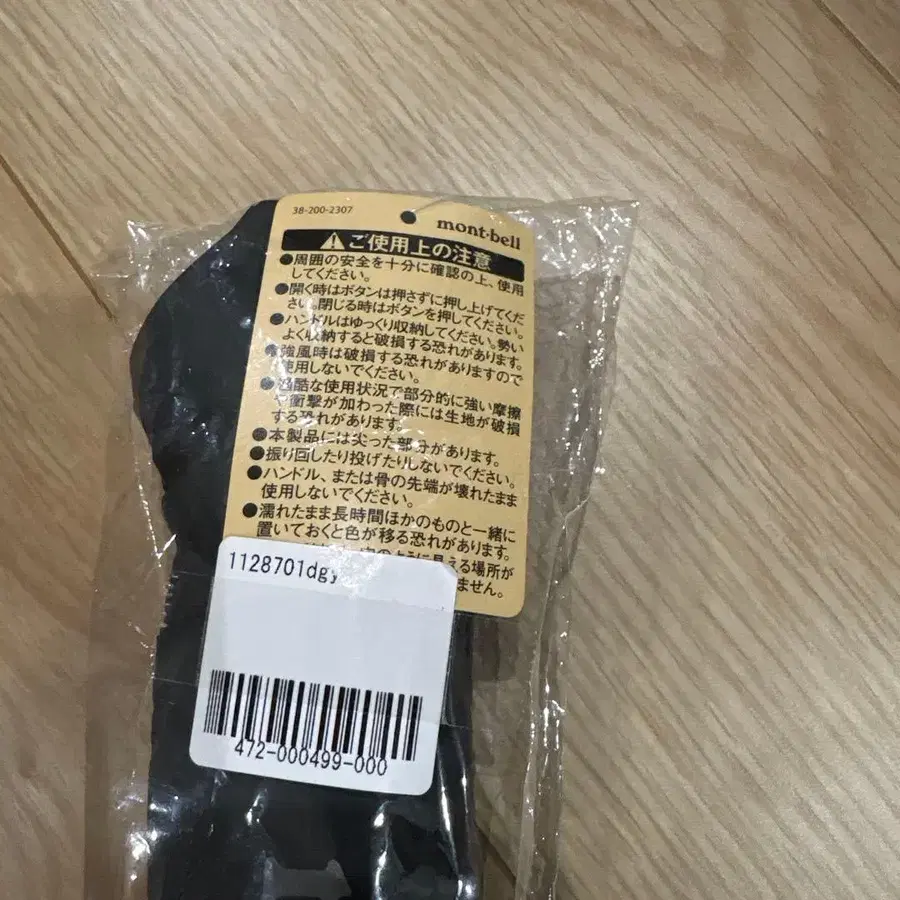 38-200-2307
mont-bell
ご使用上の注意
●周囲の安全を十分に確認の上、使用
してください。
●開く時はボタンは押さずに押し上げてくだ
さい。閉じる時はボタンを押してください。
●ハンドルはゆっくり収納してください。勢い
よく収納すると破損する恐れがあります。
●強風時は破損する恐れがありますので
使用しないでください。
●過酷な使用状況で部分的に強い摩擦
や衝撃が加わった際には生地が破損
する恐れがあります。
●本製品には尖った部分があります。
●振り回したり投げたりしないでください。
●ハンドル、または骨の先端が壊れたまま
使用しないでください。
●濡れたまま長時間ほかのものと一緒に
置いておくと色が移る恐れがあります。
のように見える場所が
ません。
1128701dgy
472-000499-000